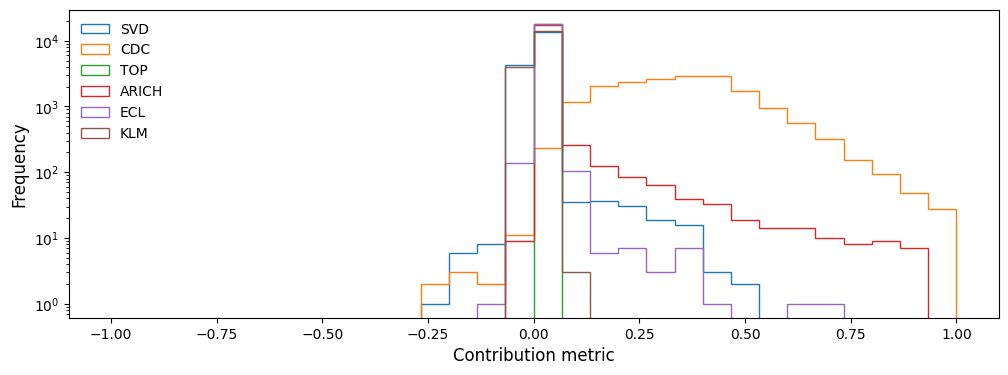 SVD
CDC
TOP
ARICH
ECL
KLM
Frequency
10⁴
10³
10²
10¹
10⁰
−1.00 −0.75 −0.50 −0.25 0.00 0.25 0.50 0.75 1.00
Contribution metric